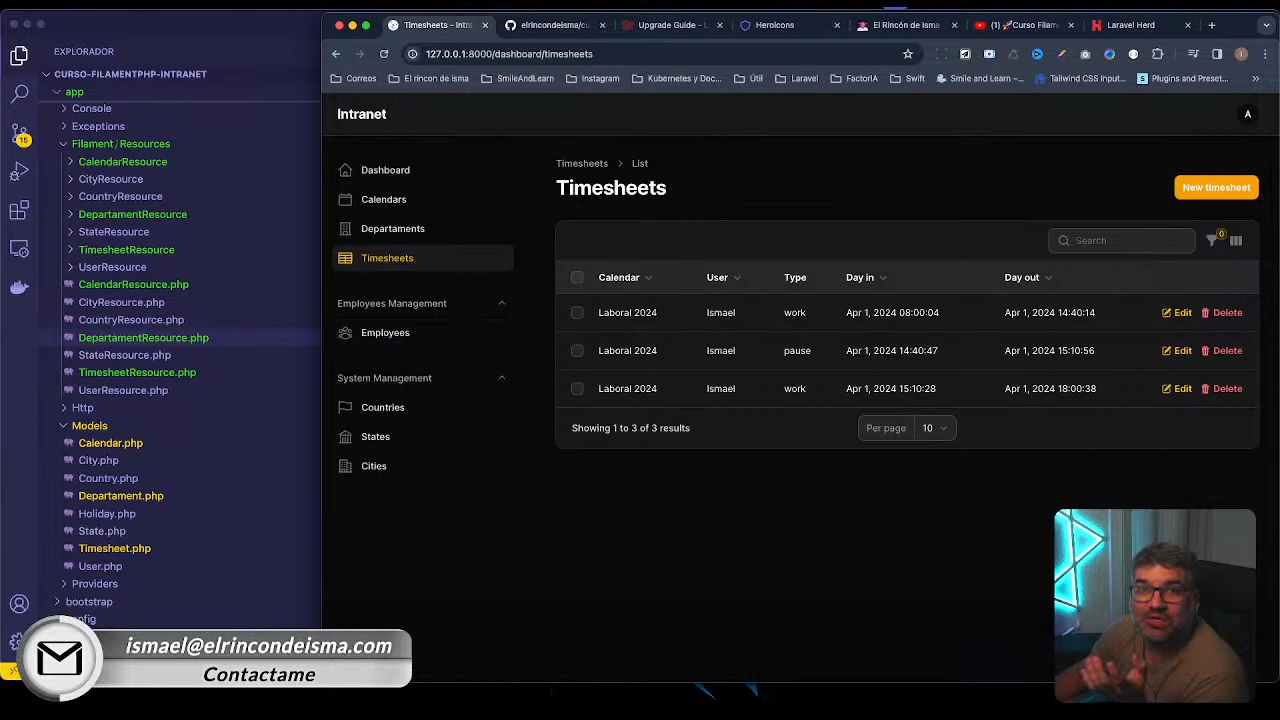 EXPLORADOR
CURSO-FILAMENTPHP-INTRANET
app
Console
Exceptions
Filament / Resources
CalendarResource
CityResource
CountryResource
DepartamentResource
StateResource
TimesheetResource
UserResource
CalendarResource.php
CityResource.php
CountryResource.php
DepartamentResource.php
StateResource.php
TimesheetResource.php
UserResource.php
Http
Models
Calendar.php
City.php
Country.php
Departament.php
Holiday.php
State.php
Timesheet.php
User.php
Providers
bootstrap
15
Timesheets - Intra
elrincondeisma/cu
Upgrade Guide - L
HeroIcons
El Rincón de Isma
(1) 🚀Curso Filam
Laravel Herd
127.0.0.1:8000/dashboard/timesheets
Correos
El rincon de isma
SmileAndLearn
Instagram
Kubernetes y Doc...
Útil
Laravel
FactorIA
Swift
Smile and Learn –...
Tailwind CSS Input...
Plugins and Preset...
Intranet
A
Dashboard
Calendars
Departaments
Timesheets
Employees Management
Employees
System Management
Countries
States
Cities
Timesheets > List
Timesheets
New timesheet
Search
0
Calendar User Type Day in Day out
Laboral 2024 Ismael work Apr 1, 2024 08:00:04 Apr 1, 2024 14:40:14 Edit Delete
Laboral 2024 Ismael pause Apr 1, 2024 14:40:47 Apr 1, 2024 15:10:56 Edit Delete
Laboral 2024 Ismael work Apr 1, 2024 15:10:28 Apr 1, 2024 18:00:38 Edit Delete
Showing 1 to 3 of 3 results
Per page 10
ismael@elrincondeisma.com
Contactame